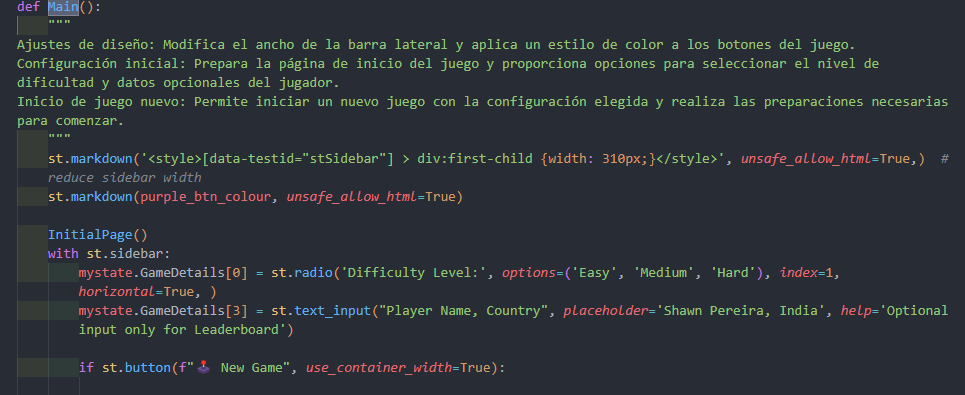 def Main():
"""
Ajustes de diseño: Modifica el ancho de la barra lateral y aplica un estilo de color a los botones del juego.
Configuración inicial: Prepara la página de inicio del juego y proporciona opciones para seleccionar el nivel de
dificultad y datos opcionales del jugador.
Inicio de juego nuevo: Permite iniciar un nuevo juego con la configuración elegida y realiza las preparaciones necesarias
para comenzar.
"""
st.markdown('<style>[data-testid="stSidebar"] > div:first-child {width: 310px;}</style>', unsafe_allow_html=True,)  #
reduce sidebar width
st.markdown(purple_btn_colour, unsafe_allow_html=True)
InitialPage()
with st.sidebar:
mystate.GameDetails[0] = st.radio('Difficulty Level:', options=('Easy', 'Medium', 'Hard'), index=1,
horizontal=True, )
mystate.GameDetails[3] = st.text_input("Player Name, Country", placeholder='Shawn Pereira, India', help='Optional
input only for Leaderboard')
if st.button(f"🕹️ New Game", use_container_width=True):